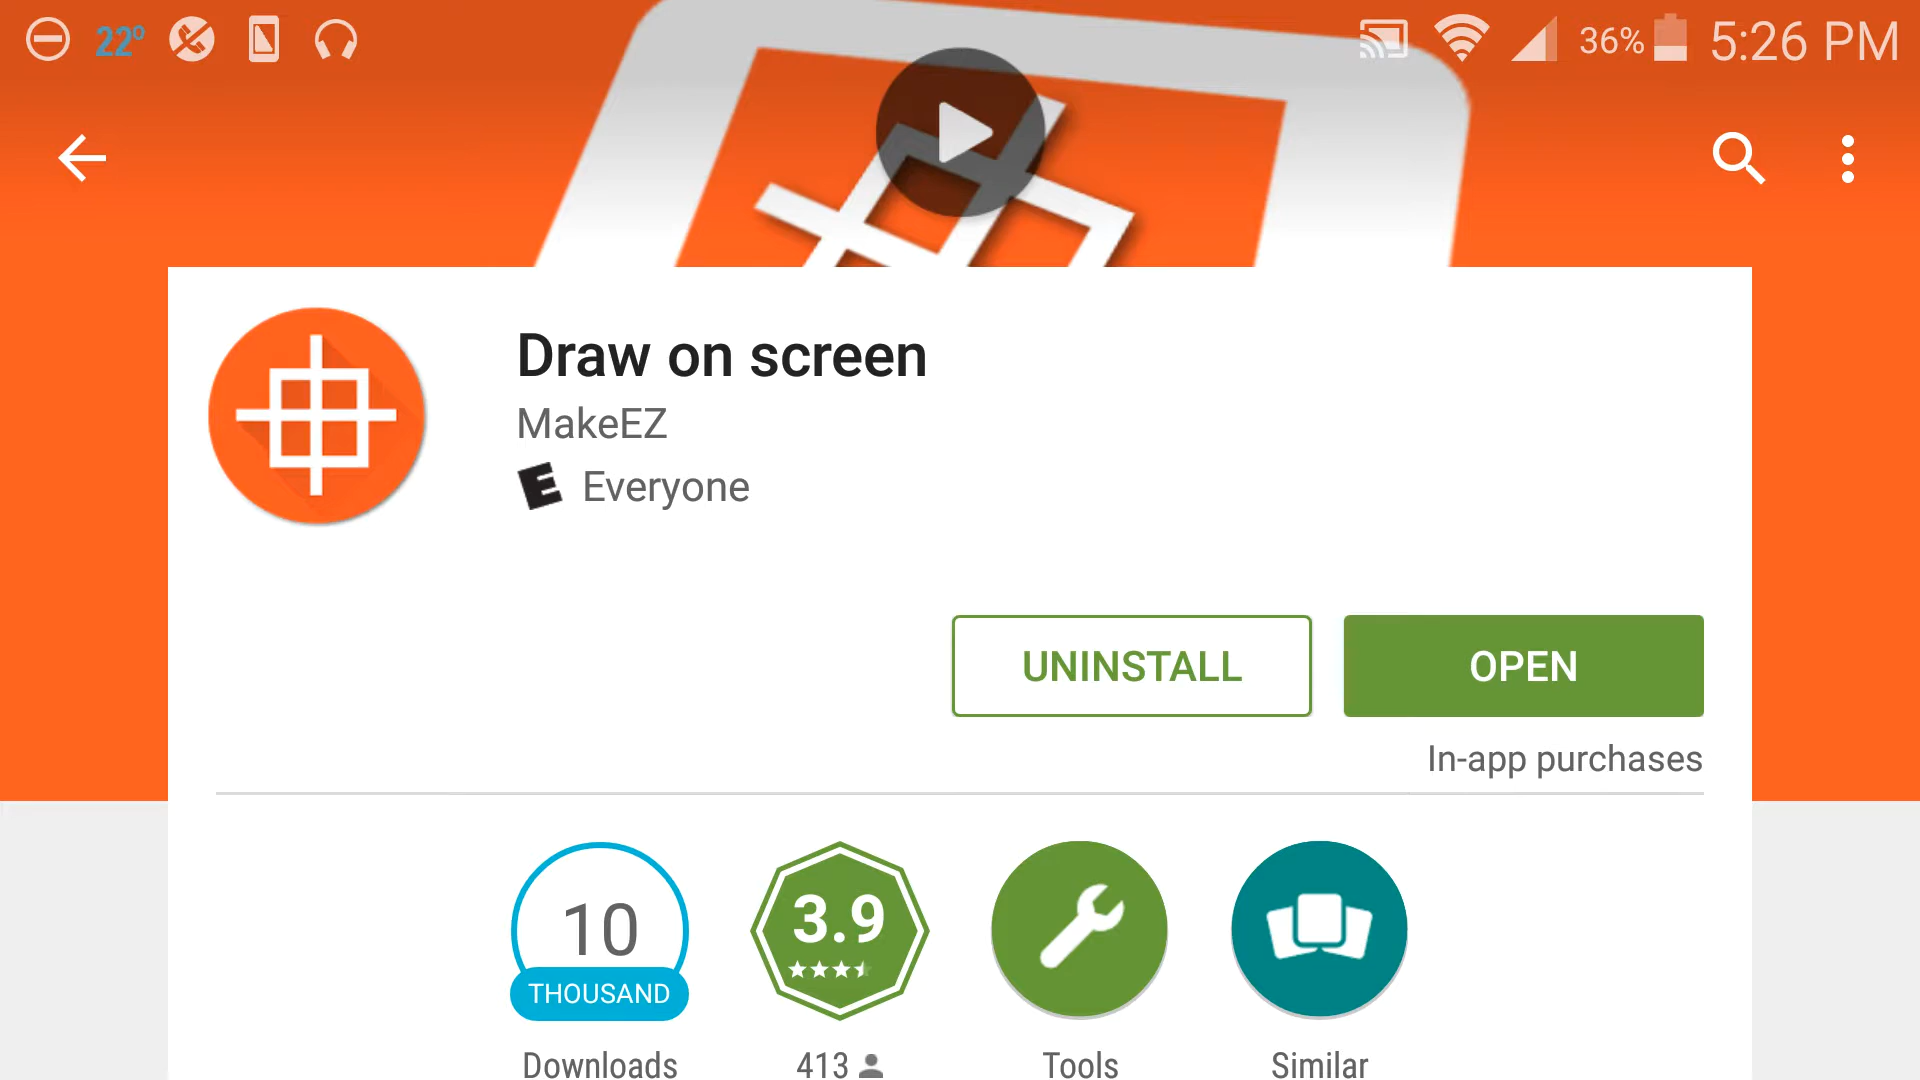 22° 36% 5:26 PM
Draw on screen
MakeEZ
E Everyone
UNINSTALL OPEN
In-app purchases
10 3.9
THOUSAND
Downloads 413 Tools Similar